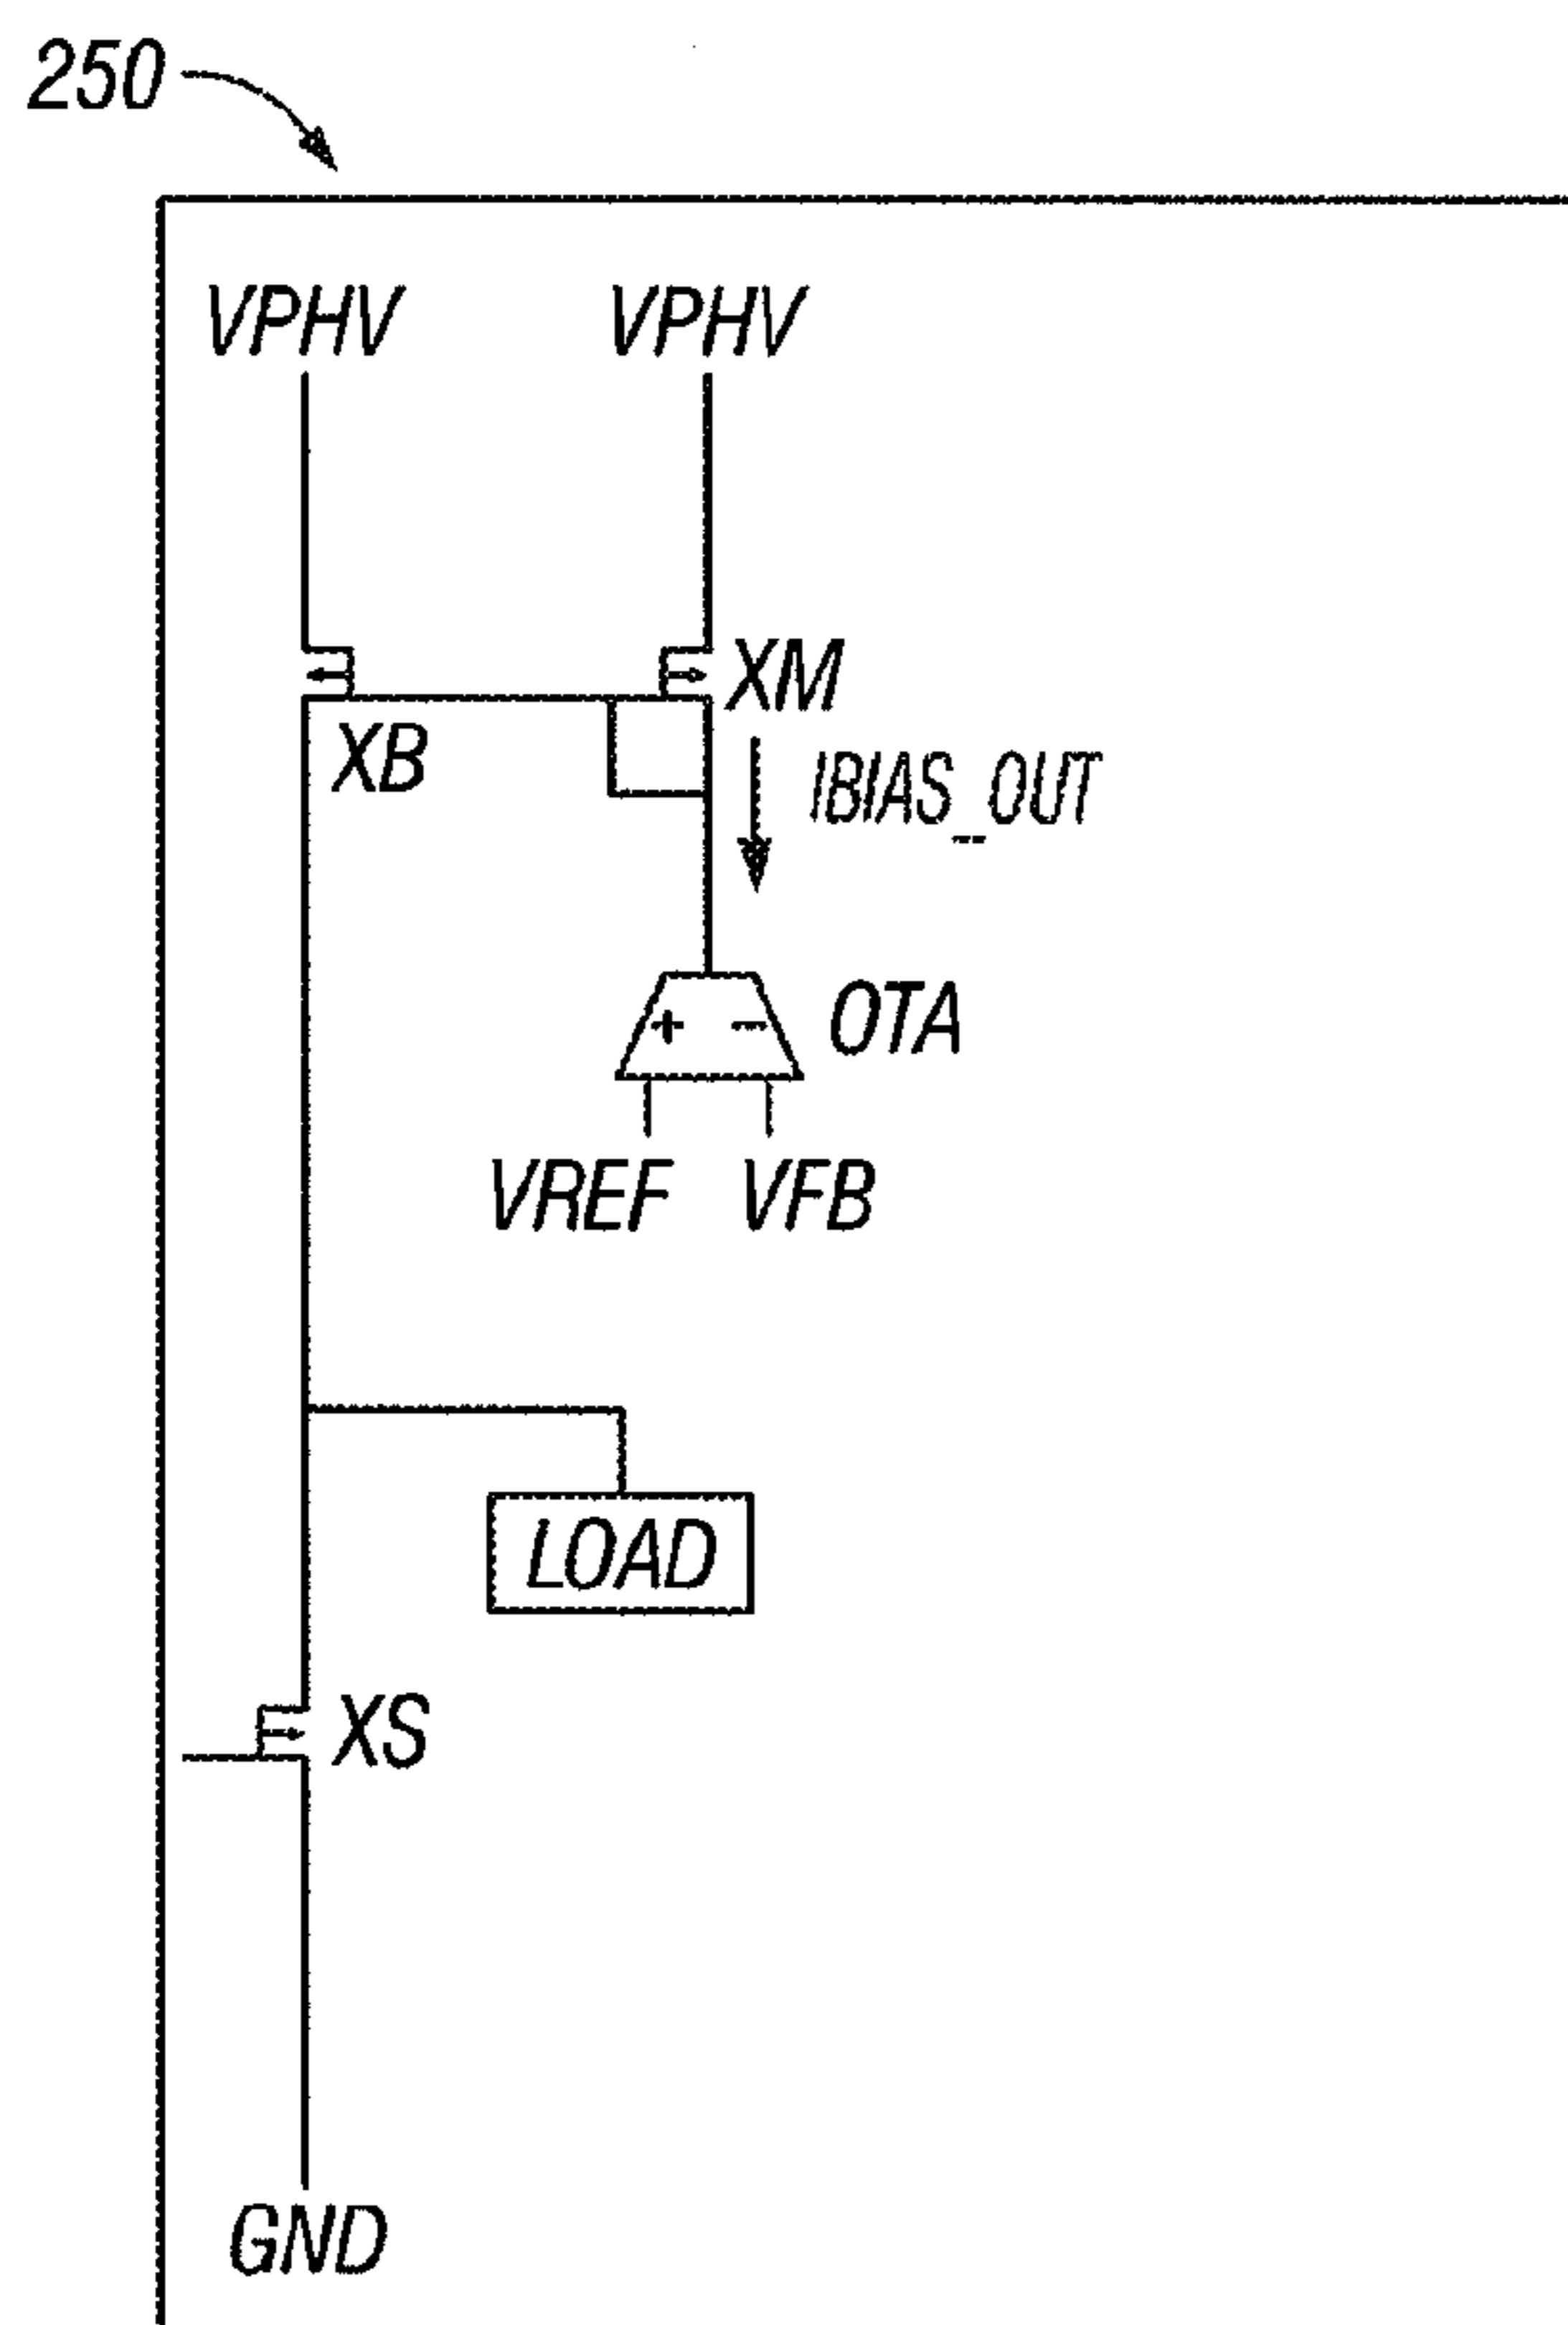 250
VPHV VPHV
XM
XB
IBIAS_OUT
+ - OTA
VREF VFB
LOAD
XS
GND